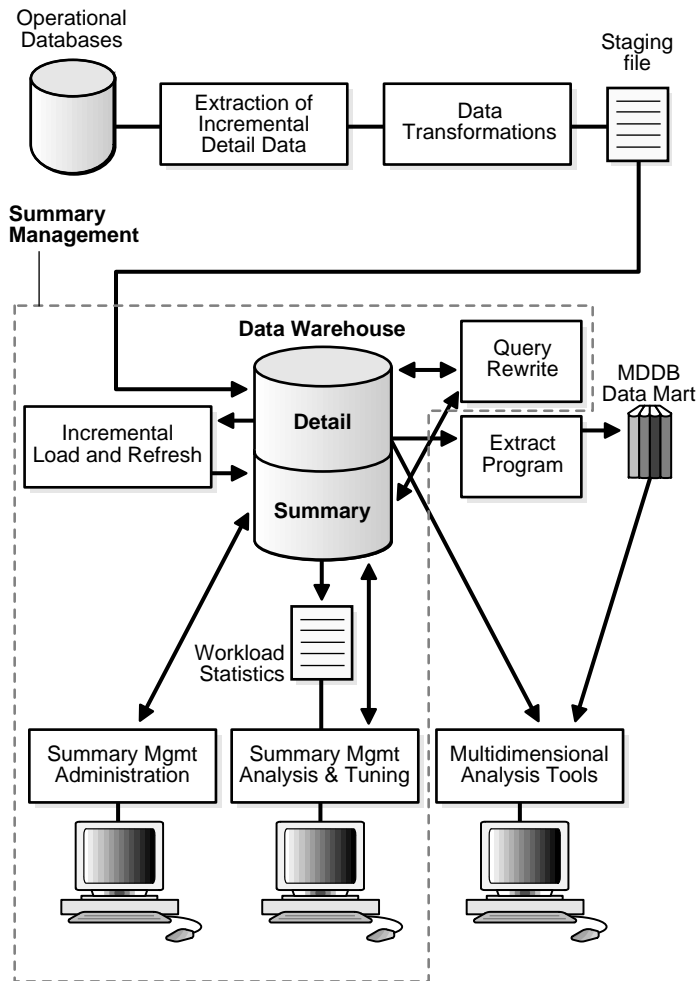 Operational
Databases
Extraction of
Incremental
Detail Data
Data
Transformations
Staging
file
Summary
Management
Data Warehouse
Detail
Summary
Query
Rewrite
MDDB
Data Mart
Incremental
Load and Refresh
Extract
Program
Workload
Statistics
Summary Mgmt
Administration
Summary Mgmt
Analysis & Tuning
Multidimensional
Analysis Tools